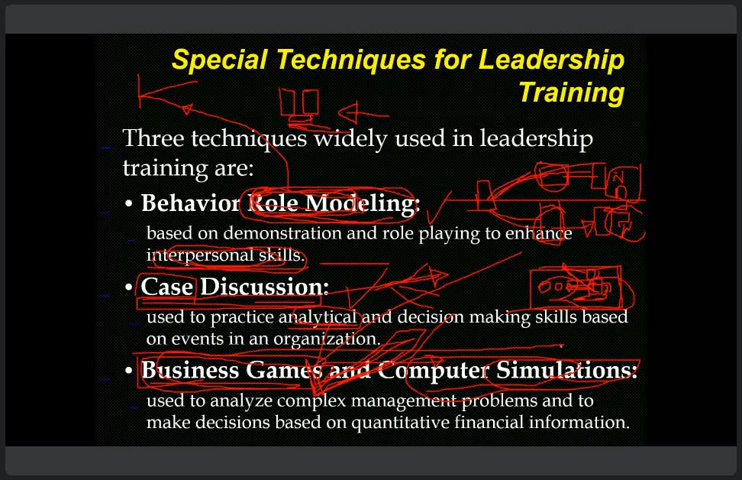 Special Techniques for Leadership
Training
Three techniques widely used in leadership
training are:
• Behavior Role Modeling:
based on demonstration and role playing to enhance
interpersonal skills.
• Case Discussion:
used to practice analytical and decision making skills based
on events in an organization.
• Business Games and Computer Simulations:
used to analyze complex management problems and to
make decisions based on quantitative financial information.